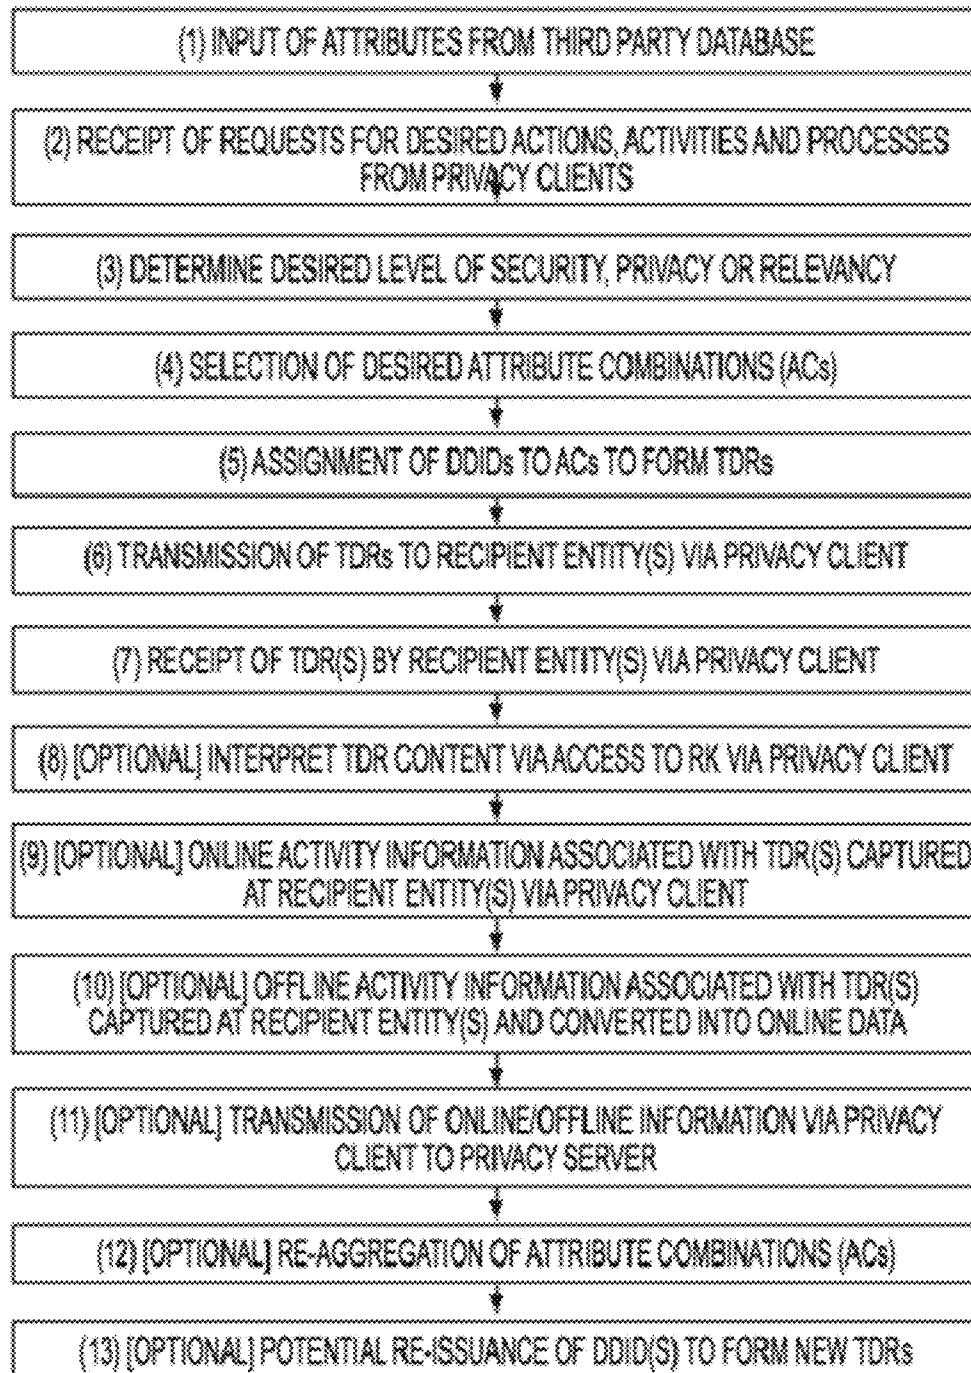 (1) INPUT OF ATTRIBUTES FROM THIRD PARTY DATABASE
(2) RECEIPT OF REQUESTS FOR DESIRED ACTIONS, ACTIVITIES AND PROCESSES
FROM PRIVACY CLIENTS
(3) DETERMINE DESIRED LEVEL OF SECURITY, PRIVACY OR RELEVANCY
(4) SELECTION OF DESIRED ATTRIBUTE COMBINATIONS (ACs)
(5) ASSIGNMENT OF DDIDs TO ACs TO FORM TDRs
(6) TRANSMISSION OF TDRs TO RECIPIENT ENTITY(S) VIA PRIVACY CLIENT
(7) RECEIPT OF TDR(S) BY RECIPIENT ENTITY(S) VIA PRIVACY CLIENT
(8) [OPTIONAL] INTERPRET TDR CONTENT VIA ACCESS TO RK VIA PRIVACY CLIENT
(9) [OPTIONAL] ONLINE ACTIVITY INFORMATION ASSOCIATED WITH TDR(S) CAPTURED
AT RECIPIENT ENTITY(S) VIA PRIVACY CLIENT
(10) [OPTIONAL] OFFLINE ACTIVITY INFORMATION ASSOCIATED WITH TDR(S)
CAPTURED AT RECIPIENT ENTITY(S) AND CONVERTED INTO ONLINE DATA
(11) [OPTIONAL] TRANSMISSION OF ONLINE/OFFLINE INFORMATION VIA PRIVACY
CLIENT TO PRIVACY SERVER
(12) [OPTIONAL] RE-AGGREGATION OF ATTRIBUTE COMBINATIONS (ACs)
(13) [OPTIONAL] POTENTIAL RE-ISSUANCE OF DDID(S) TO FORM NEW TDRs